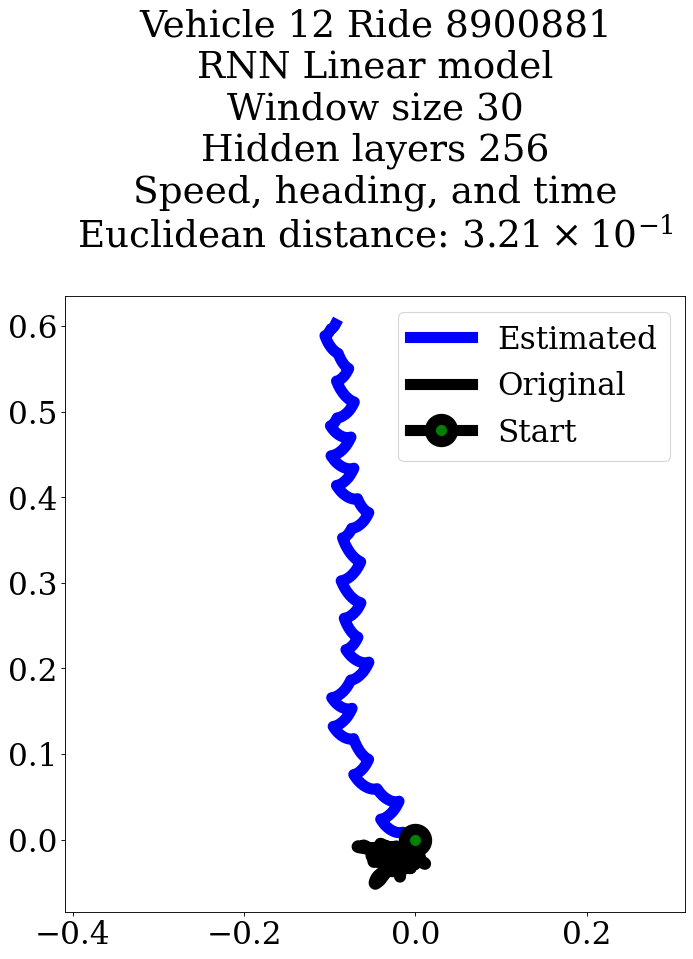 Vehicle 12 Ride 8900881
RNN Linear model
Window size 30
Hidden layers 256
Speed, heading, and time
Euclidean distance: 3.21 × 10⁻¹
Estimated
Original
Start
0.6
0.5
0.4
0.3
0.2
0.1
0.0
−0.4
−0.2
0.0
0.2